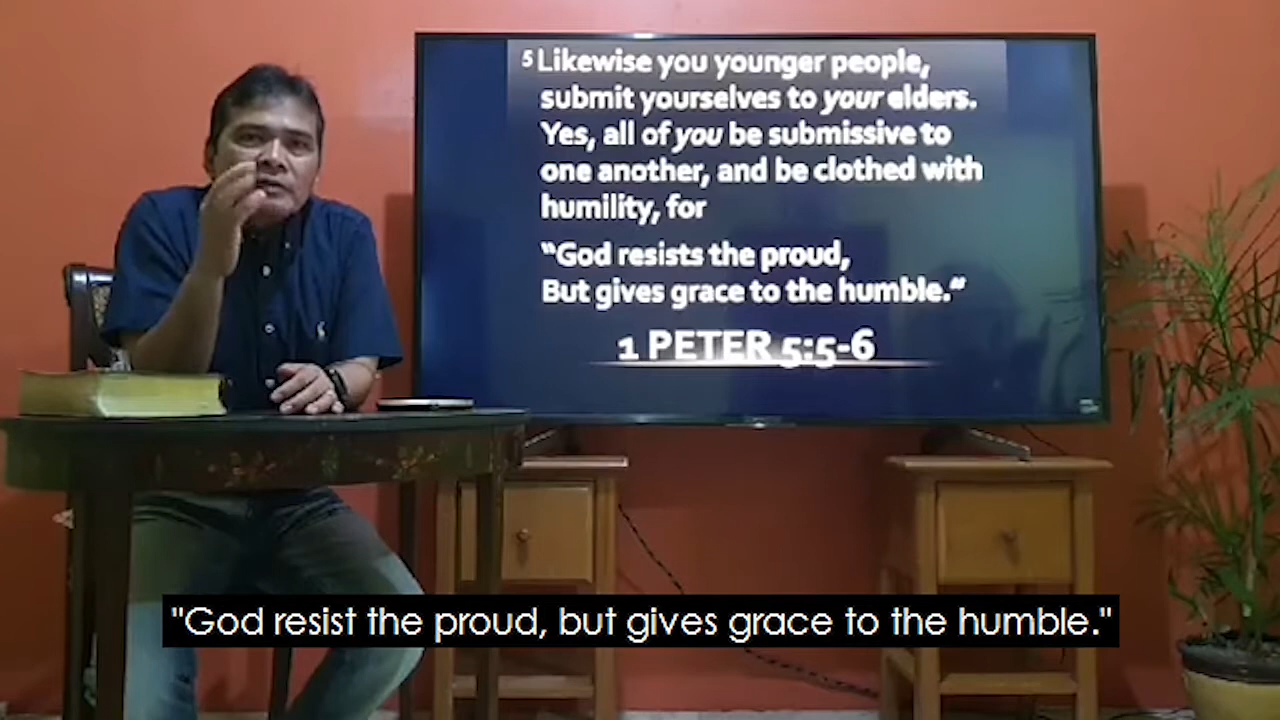 5 Likewise you younger people,
submit yourselves to your elders.
Yes, all of you be submissive to
one another, and be clothed with
humility, for
"God resists the proud,
But gives grace to the humble."
1 PETER 5:5-6
"God resist the proud, but gives grace to the humble."